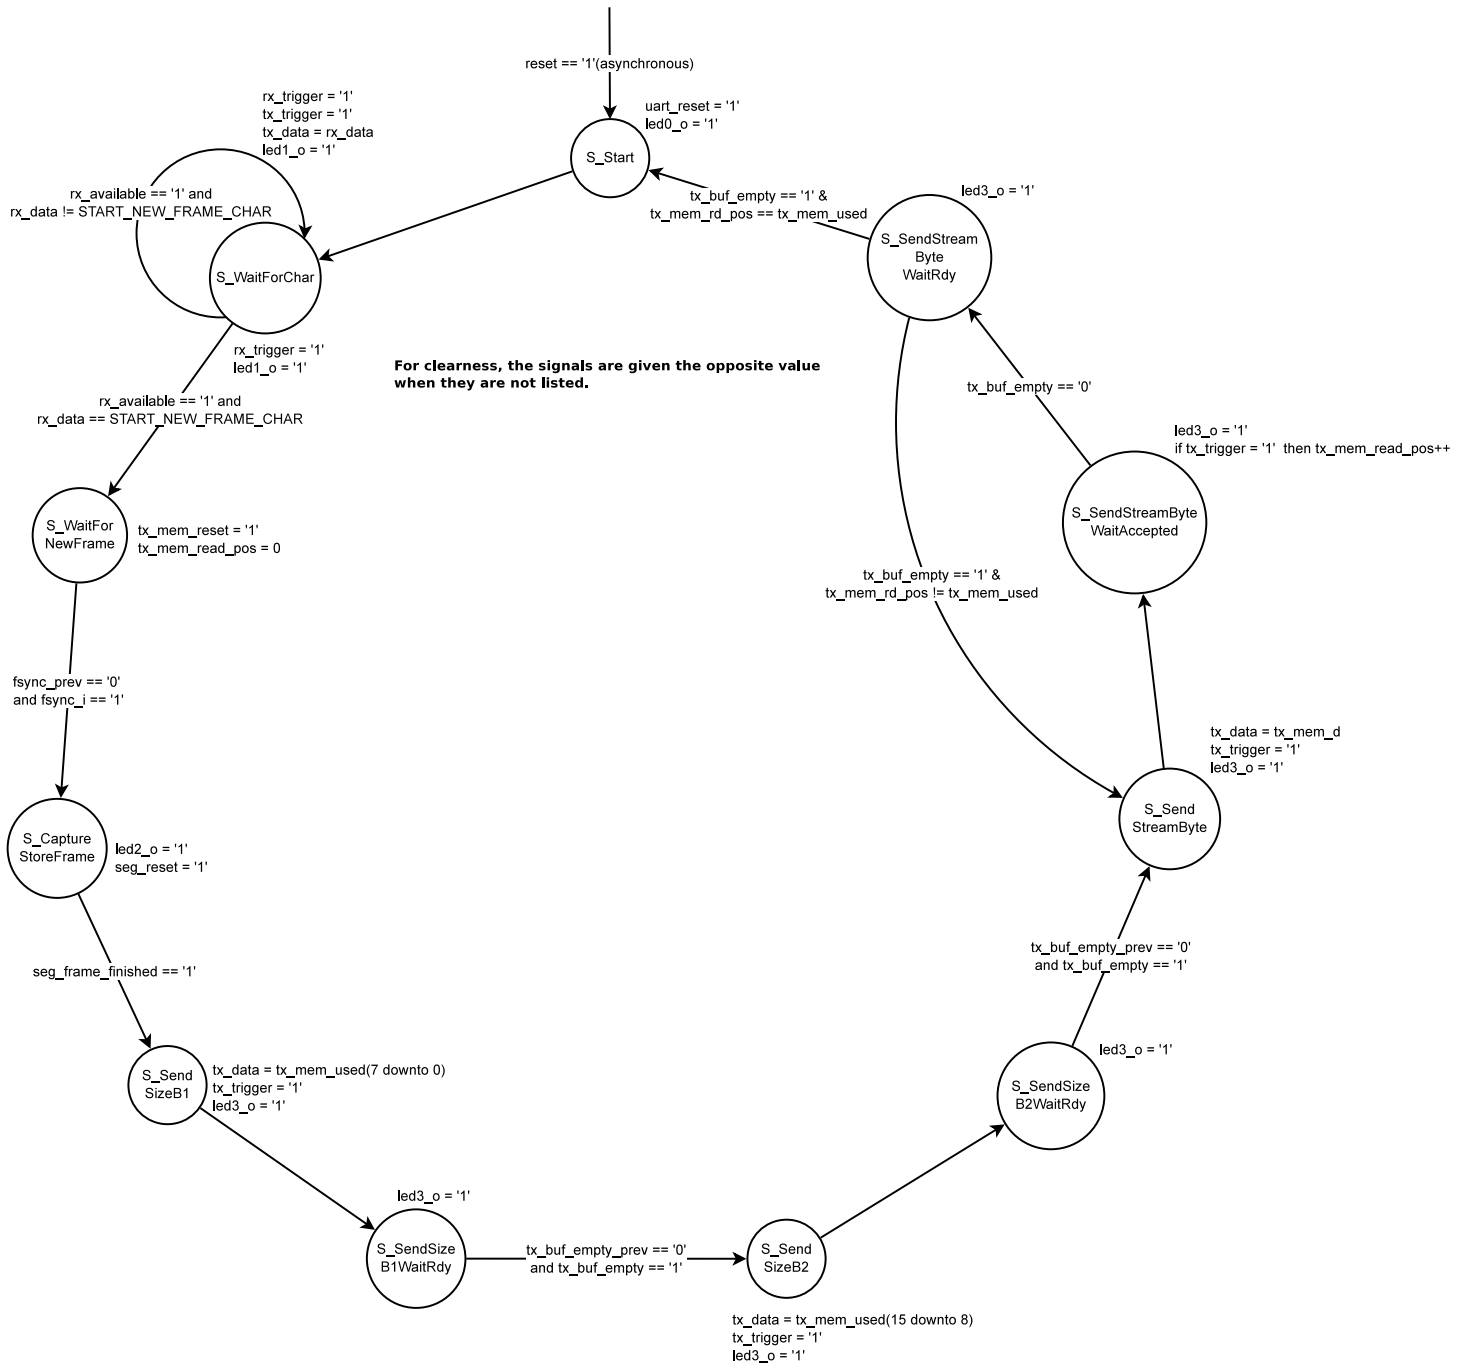 reset == '1'(asynchronous)
uart_reset = '1'
led0_o = '1'
S_Start
rx_trigger = '1'
tx_trigger = '1'
tx_data = rx_data
led1_o = '1'
rx_available == '1' and
rx_data != START_NEW_FRAME_CHAR
S_WaitForChar
tx_buf_empty == '1' &
tx_mem_rd_pos == tx_mem_used
led3_o = '1'
S_SendStream
Byte
WaitRdy
rx_trigger = '1'
led1_o = '1'
For clearness, the signals are given the opposite value
when they are not listed.
rx_available == '1' and
rx_data == START_NEW_FRAME_CHAR
tx_buf_empty == '0'
led3_o = '1'
if tx_trigger = '1'  then tx_mem_read_pos++
S_SendStreamByte
WaitAccepted
S_WaitFor
NewFrame
tx_mem_reset = '1'
tx_mem_read_pos = 0
tx_buf_empty == '1' &
tx_mem_rd_pos != tx_mem_used
fsync_prev == '0'
and fsync_i == '1'
tx_data = tx_mem_d
tx_trigger = '1'
led3_o = '1'
S_Send
StreamByte
S_Capture
StoreFrame
led2_o = '1'
seg_reset = '1'
seg_frame_finished == '1'
tx_buf_empty_prev == '0'
and tx_buf_empty == '1'
S_Send
SizeB1
tx_data = tx_mem_used(7 downto 0)
tx_trigger = '1'
led3_o = '1'
led3_o = '1'
S_SendSize
B2WaitRdy
led3_o = '1'
S_SendSize
B1WaitRdy
tx_buf_empty_prev == '0'
and tx_buf_empty == '1'
S_Send
SizeB2
tx_data = tx_mem_used(15 downto 8)
tx_trigger = '1'
led3_o = '1'